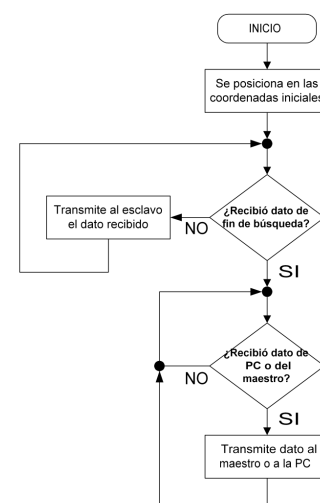 INICIO
Se posiciona en las
coordenadas iniciales
¿Recibió dato de
fin de búsqueda?
Transmite al esclavo
el dato recibido
NO
SI
¿Recibió dato de
PC o del
maestro?
NO
SI
Transmite dato al
maestro o a la PC